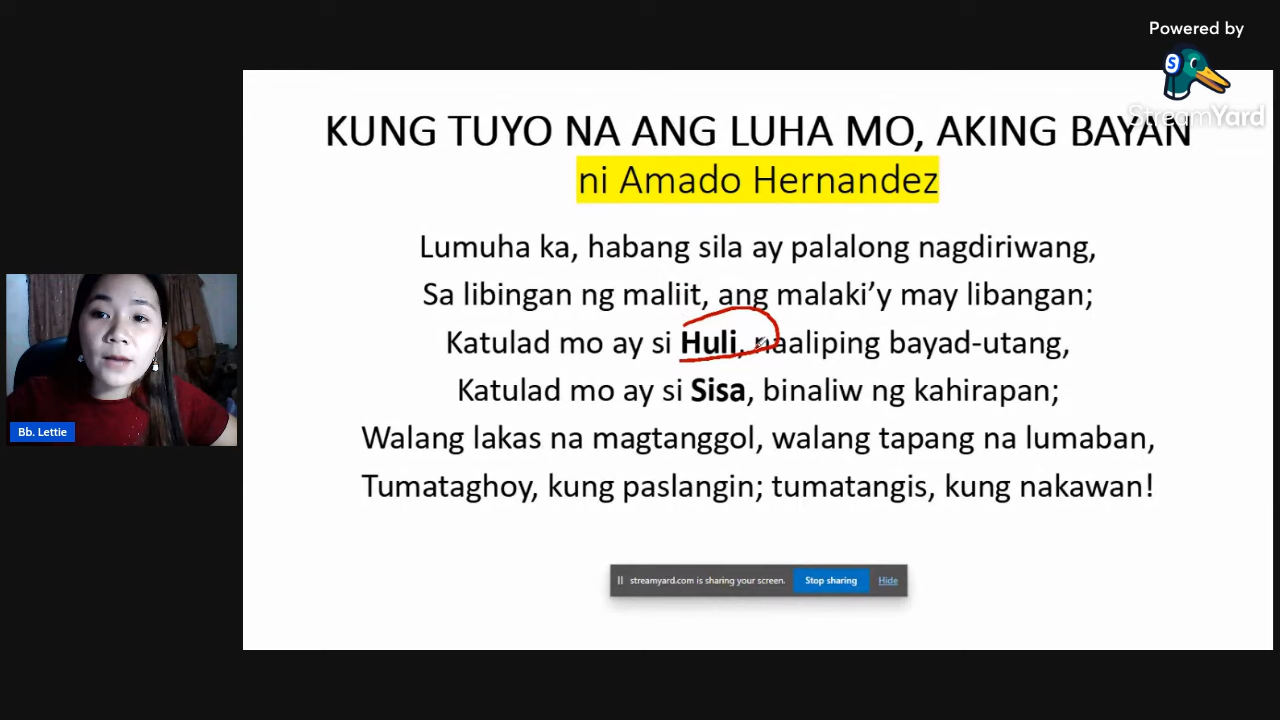 Powered by
StreamYard
KUNG TUYO NA ANG LUHA MO, AKING BAYAN
ni Amado Hernandez
Lumuha ka, habang sila ay palalong nagdiriwang,
Sa libingan ng maliit, ang malaki’y may libangan;
Katulad mo ay si Huli, naaliping bayad-utang,
Katulad mo ay si Sisa, binaliw ng kahirapan;
Walang lakas na magtanggol, walang tapang na lumaban,
Tumataghoy, kung paslangin; tumatangis, kung nakawan!
Bb. Lettie
streamyard.com is sharing your screen.
Stop sharing
Hide